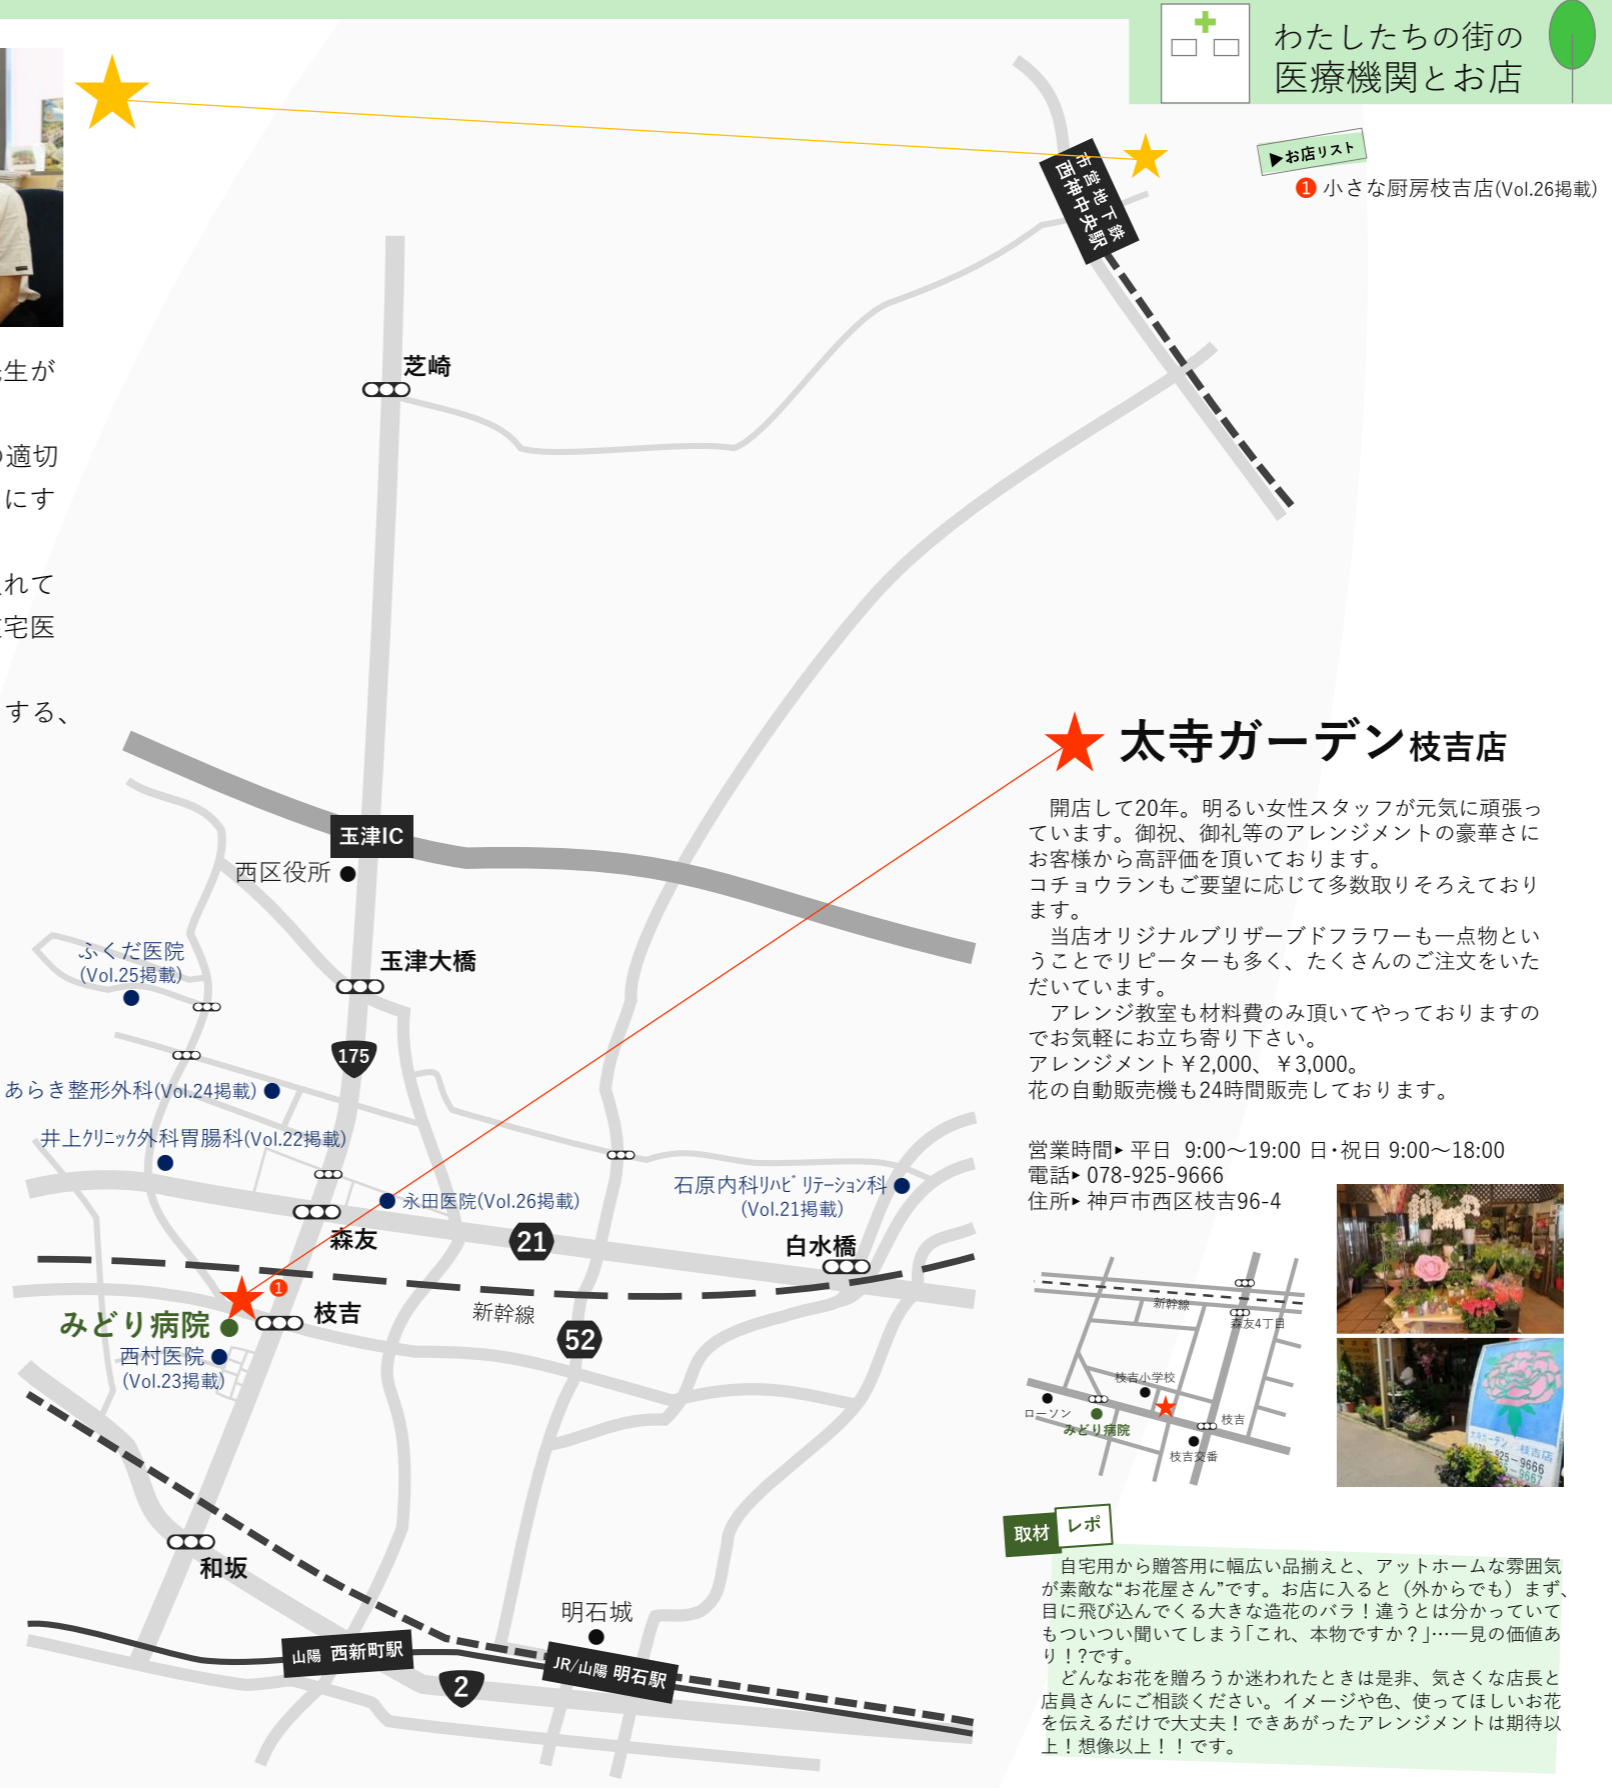 わたしたちの街の
医療機関とお店
▶お店リスト
❶ 小さな厨房枝吉店(Vol.26掲載)
先生が
の適切
にす
れて
宅医
する、
市営地下鉄
西神中央駅
芝崎
玉津IC
西区役所
玉津大橋
175
ふくだ医院
(Vol.25掲載)
あらき整形外科(Vol.24掲載)
井上ｸﾘﾆｯｸ外科胃腸科(Vol.22掲載)
永田医院(Vol.26掲載)
石原内科ﾘﾊﾋﾞﾘﾃｰｼｮﾝ科
(Vol.21掲載)
森友
21
白水橋
❶
みどり病院
枝吉
新幹線
52
西村医院
(Vol.23掲載)
和坂
明石城
山陽 西新町駅
JR/山陽 明石駅
2
太寺ガーデン枝吉店
開店して20年。明るい女性スタッフが元気に頑張っ
ています。御祝、御礼等のアレンジメントの豪華さに
お客様から高評価を頂いております。
コチョウランもご要望に応じて多数取りそろえており
ます。
当店オリジナルブリザーブドフラワーも一点物とい
うことでリピーターも多く、たくさんのご注文をいた
だいています。
アレンジ教室も材料費のみ頂いてやっておりますの
でお気軽にお立ち寄り下さい。
アレンジメント￥2,000、￥3,000。
花の自動販売機も24時間販売しております。
営業時間▶ 平日 9:00～19:00 日･祝日 9:00～18:00
電話▶ 078-925-9666
住所▶ 神戸市西区枝吉96-4
新幹線
森友4丁目
枝吉小学校
ローソン
みどり病院
枝吉
枝吉交番
太寺ガーデン 枝吉店
925-9666
-9667
取材 レポ
自宅用から贈答用に幅広い品揃えと、アットホームな雰囲気
が素敵な“お花屋さん”です。お店に入ると（外からでも）まず、
目に飛び込んでくる大きな造花のバラ！違うとは分かっていて
もついつい聞いてしまう｢これ、本物ですか？｣…一見の価値あ
り！?です。
どんなお花を贈ろうか迷われたときは是非、気さくな店長と
店員さんにご相談ください。イメージや色、使ってほしいお花
を伝えるだけで大丈夫！できあがったアレンジメントは期待以
上！想像以上！！です。